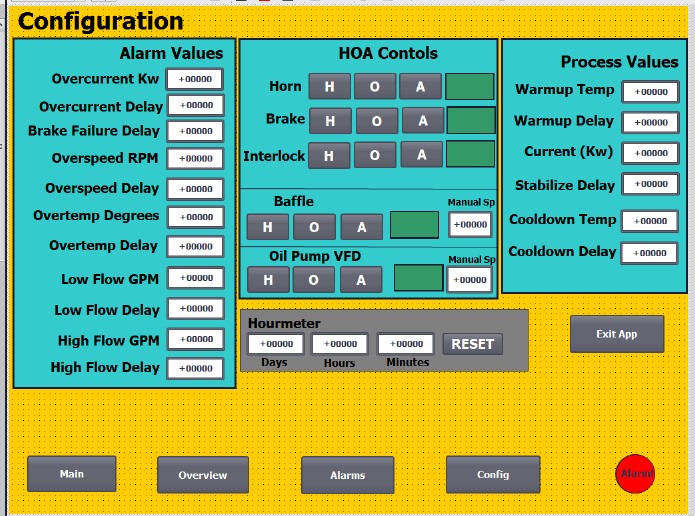 Configuration
Alarm Values
Overcurrent Kw +00000
Overcurrent Delay +00000
Brake Failure Delay +00000
Overspeed RPM +00000
Overspeed Delay +00000
Overtemp Degrees +00000
Overtemp Delay +00000
Low Flow GPM +00000
Low Flow Delay +00000
High Flow GPM +00000
High Flow Delay +00000
HOA Contols
Horn H O A
Brake H O A
Interlock H O A
Baffle Manual Sp
H O A +00000
Oil Pump VFD Manual Sp
H O A +00000
Process Values
Warmup Temp +00000
Warmup Delay +00000
Current (Kw) +00000
Stabilize Delay +00000
Cooldown Temp +00000
Cooldown Delay +00000
Hourmeter
+00000 +00000 +00000 RESET
Days Hours Minutes
Exit App
Main Overview Alarms Config Alarm!